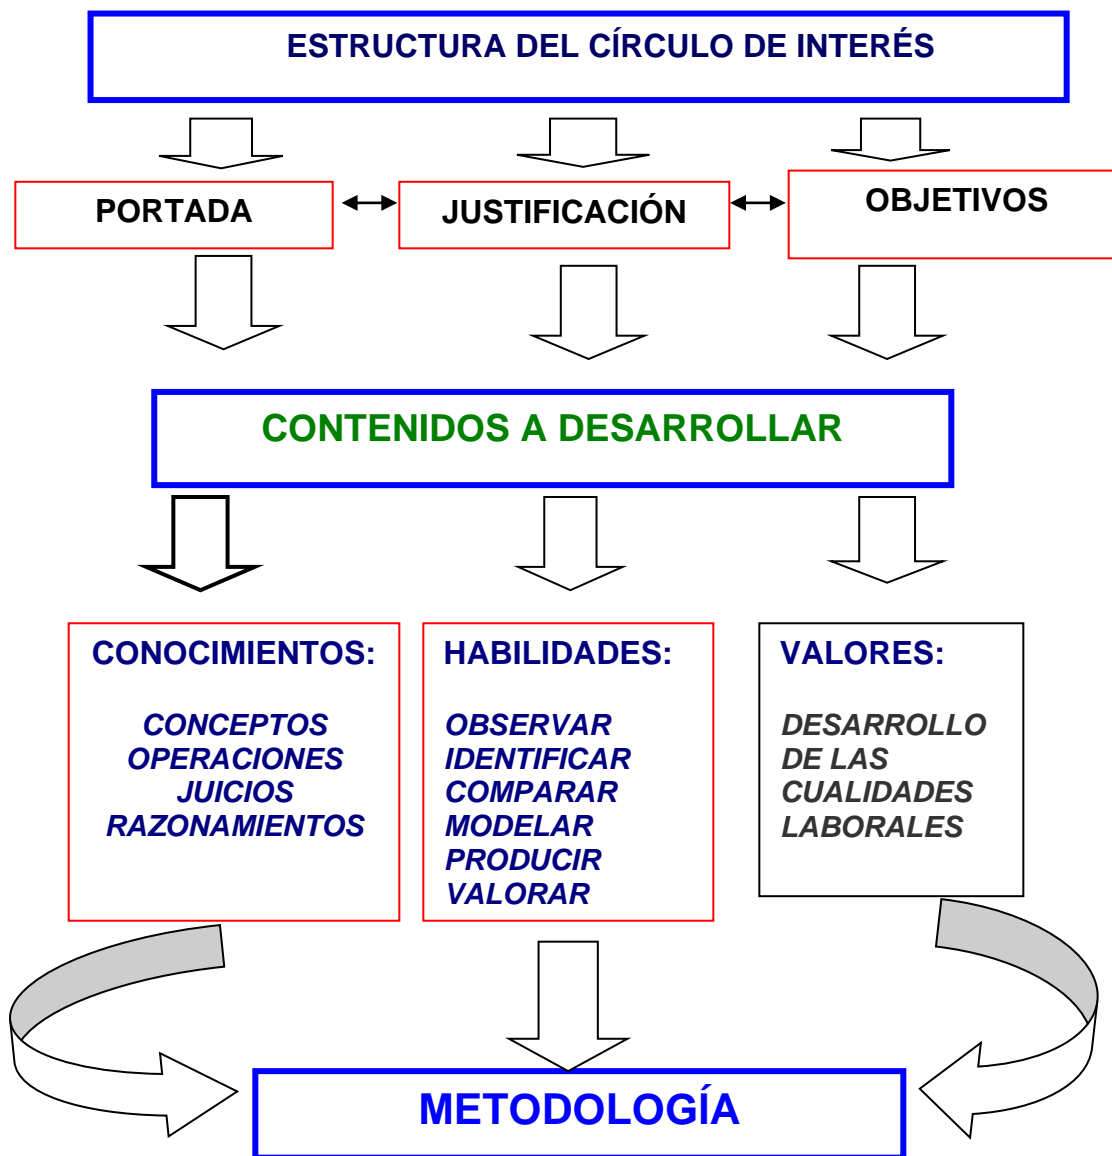 ESTRUCTURA DEL CÍRCULO DE INTERÉS
PORTADA
JUSTIFICACIÓN
OBJETIVOS
CONTENIDOS A DESARROLLAR
CONOCIMIENTOS:
CONCEPTOS
OPERACIONES
JUICIOS
RAZONAMIENTOS
HABILIDADES:
OBSERVAR
IDENTIFICAR
COMPARAR
MODELAR
PRODUCIR
VALORAR
VALORES:
DESARROLLO
DE LAS
CUALIDADES
LABORALES
METODOLOGÍA